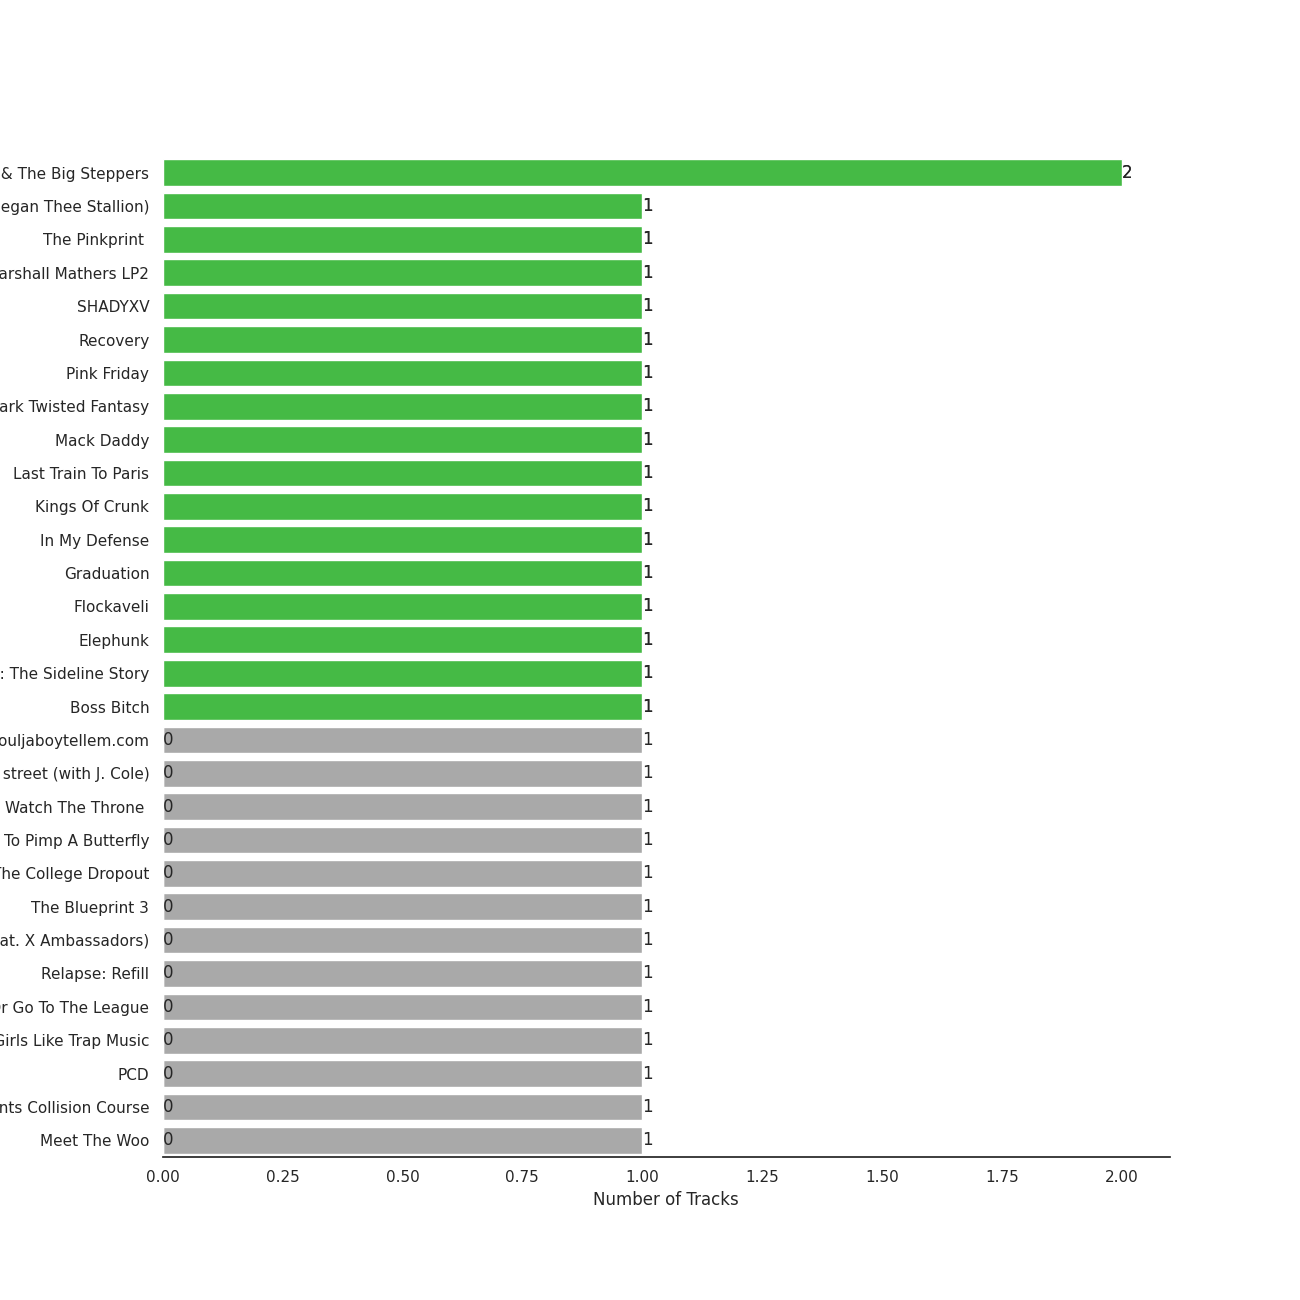 & The Big Steppers 2
egan Thee Stallion) 1
The Pinkprint 1
arshall Mathers LP2 1
SHADYXV 1
Recovery 1
Pink Friday 1
ark Twisted Fantasy 1
Mack Daddy 1
Last Train To Paris 1
Kings Of Crunk 1
In My Defense 1
Graduation 1
Flockaveli 1
Elephunk 1
: The Sideline Story 1
Boss Bitch 1
ouljaboytellem.com 0 1
street (with J. Cole) 0 1
Watch The Throne 0 1
To Pimp A Butterfly 0 1
The College Dropout 0 1
The Blueprint 3 0 1
at. X Ambassadors) 0 1
Relapse: Refill 0 1
r Go To The League 0 1
Girls Like Trap Music 0 1
PCD 0 1
nts Collision Course 0 1
Meet The Woo 0 1
0.00 0.25 0.50 0.75 1.00 1.25 1.50 1.75 2.00
Number of Tracks